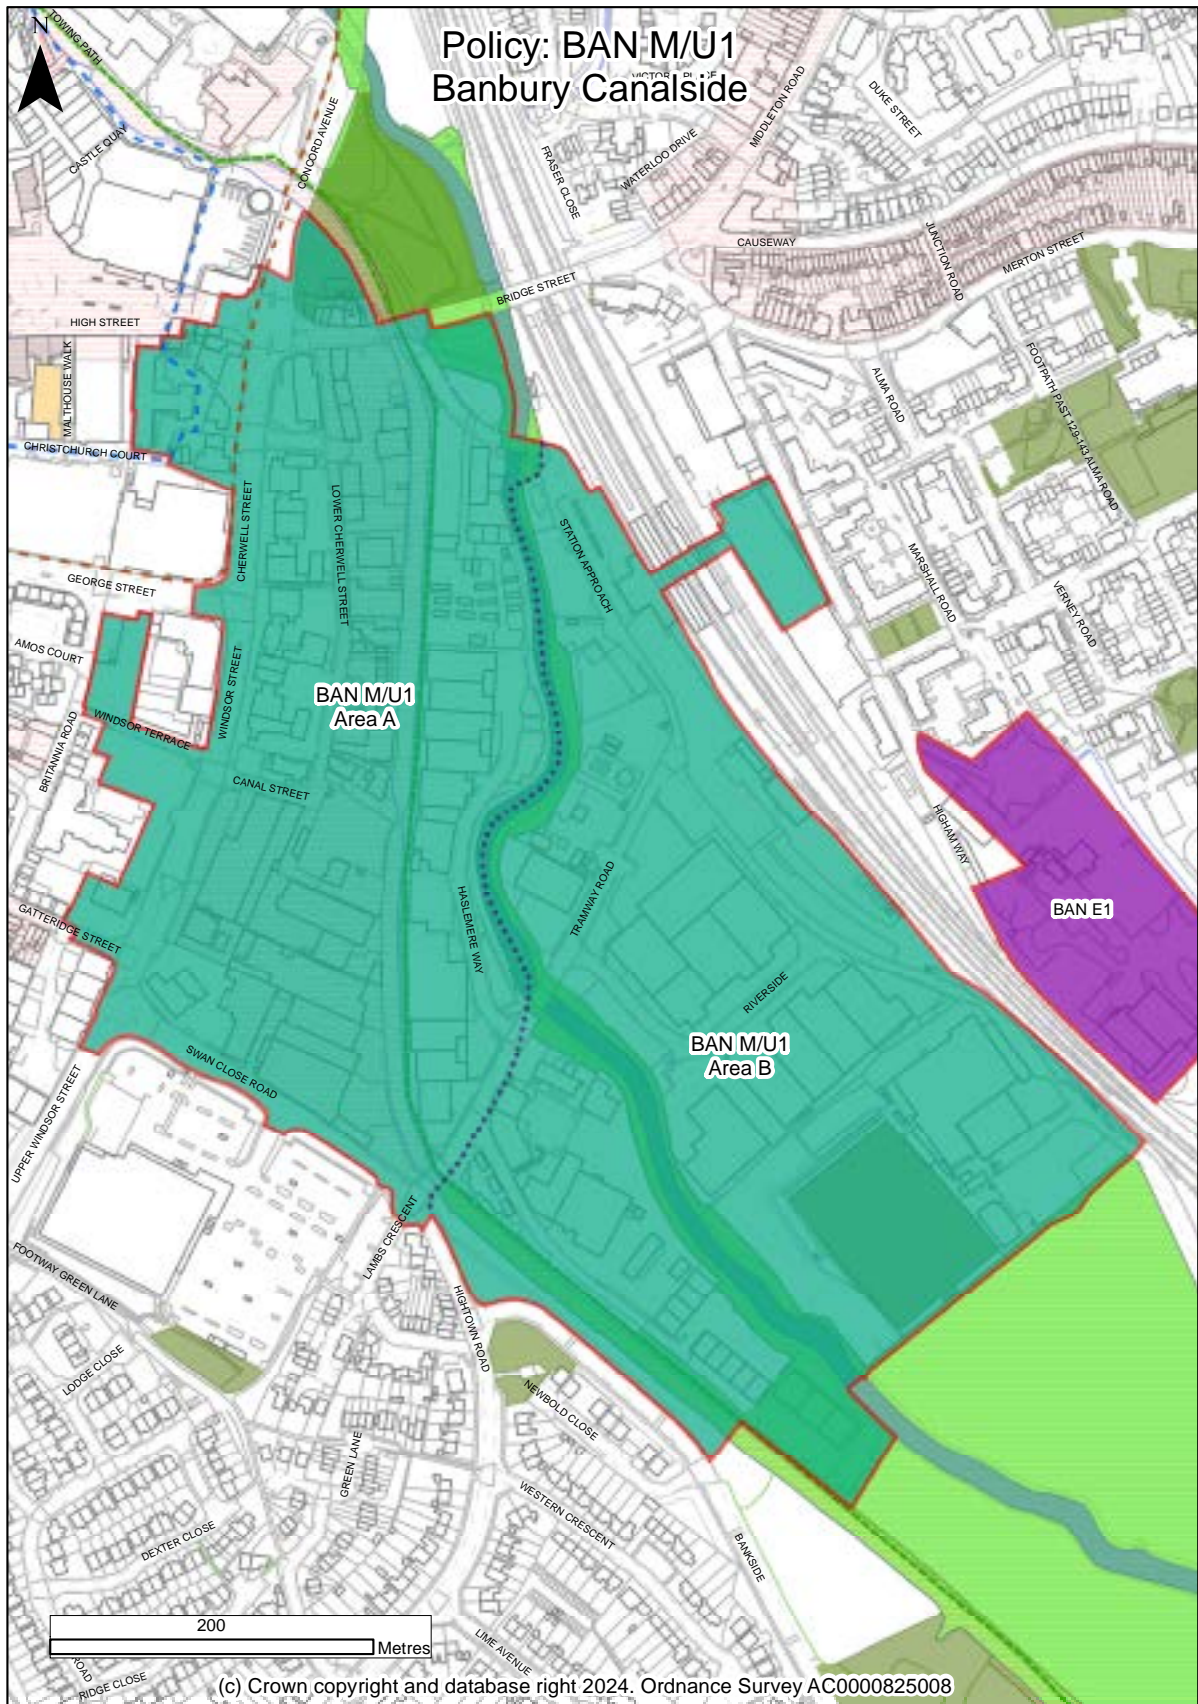 N
Policy: BAN M/U1
Banbury Canalside
TOWING PATH
VICTORIA PLACE
MIDDLETON ROAD
DUKE STREET
CASTLE QUAY
CONCORD AVENUE
FRASER CLOSE
WATERLOO DRIVE
CAUSEWAY
JUNCTION ROAD
MERTON STREET
BRIDGE STREET
HIGH STREET
MALTHOUSE WALK
ALMA ROAD
FOOTPATH PAST 129-143 ALMA ROAD
CHRISTCHURCH COURT
CHERWELL STREET
LOWER CHERWELL STREET
STATION APPROACH
MARSHALL ROAD
VERNEY ROAD
GEORGE STREET
AMOS COURT
WINDSOR STREET
WINDSOR TERRACE
BRITANNIA ROAD
BAN M/U1
Area A
CANAL STREET
HIGHAM WAY
TRAMWAY ROAD
HASLEMERE WAY
BAN E1
GATTERIDGE STREET
RIVERSIDE
BAN M/U1
Area B
SWAN CLOSE ROAD
UPPER WINDSOR STREET
LAMBS CRESCENT
FOOTWAY GREEN LANE
HIGHTOWN ROAD
LODGE CLOSE
NEWBOLD CLOSE
GREEN LANE
WESTERN CRESCENT
DEXTER CLOSE
BANKSIDE
200
Metres
LIME AVENUE
ROAD
RIDGE CLOSE
(c) Crown copyright and database right 2024. Ordnance Survey AC0000825008